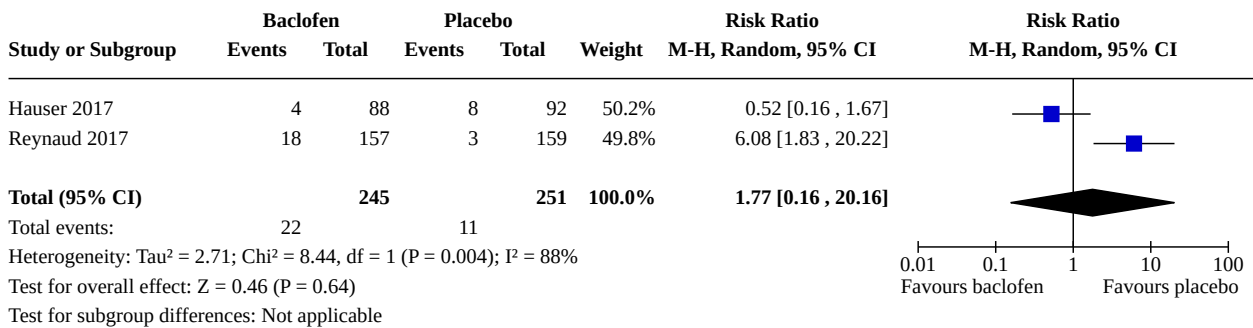 Baclofen Placebo Risk Ratio Risk Ratio
Study or Subgroup Events Total Events Total Weight M-H, Random, 95% CI M-H, Random, 95% CI
Hauser 2017 4 88 8 92 50.2% 0.52 [0.16 , 1.67]
Reynaud 2017 18 157 3 159 49.8% 6.08 [1.83 , 20.22]
Total (95% CI) 245 251 100.0% 1.77 [0.16 , 20.16]
Total events: 22 11
Heterogeneity: Tau² = 2.71; Chi² = 8.44, df = 1 (P = 0.004); I² = 88%
Test for overall effect: Z = 0.46 (P = 0.64)
Test for subgroup differences: Not applicable
0.01 0.1 1 10 100
Favours baclofen Favours placebo